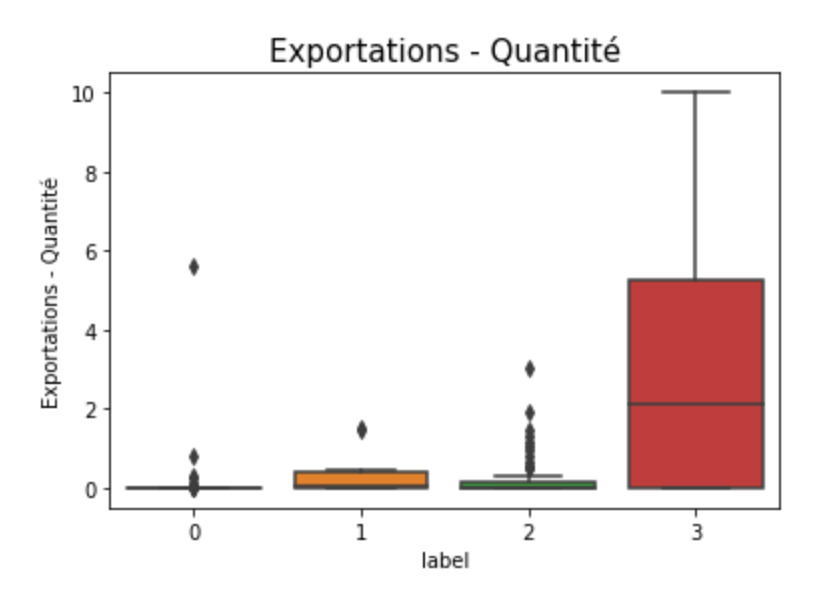 Exportations - Quantité
Exportations - Quantité
10
8
6
4
2
0
0 1 2 3
label